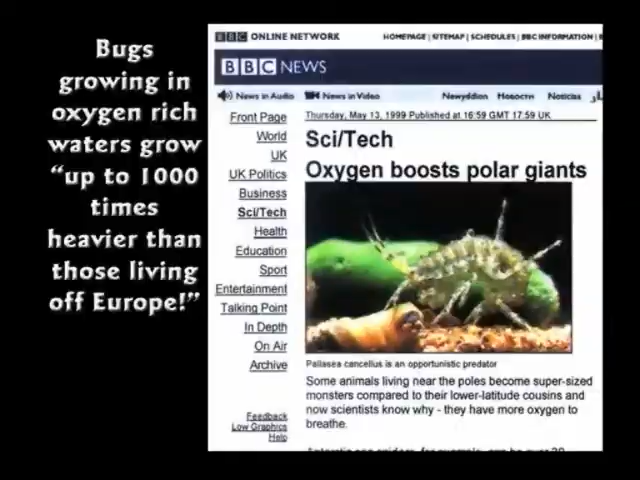 Bugs
growing in
oxygen rich
waters grow
“up to 1000
times
heavier than
those living
off Europe!”
BBC ONLINE NETWORK
HOMEPAGE | SITEMAP | SCHEDULES | BBC INFORMATION |
BBC NEWS
News in Audio News in Video Newyddion Новости Noticias
Thursday, May 13, 1999 Published at 16:59 GMT 17:59 UK
Front Page
World
UK
UK Politics
Business
Sci/Tech
Health
Education
Sport
Entertainment
Talking Point
In Depth
On Air
Archive
Feedback
Low Graphics
Help
Sci/Tech
Oxygen boosts polar giants
Pallasea cancellus is an opportunistic predator
Some animals living near the poles become super-sized
monsters compared to their lower-latitude cousins and
now scientists know why - they have more oxygen to
breathe.